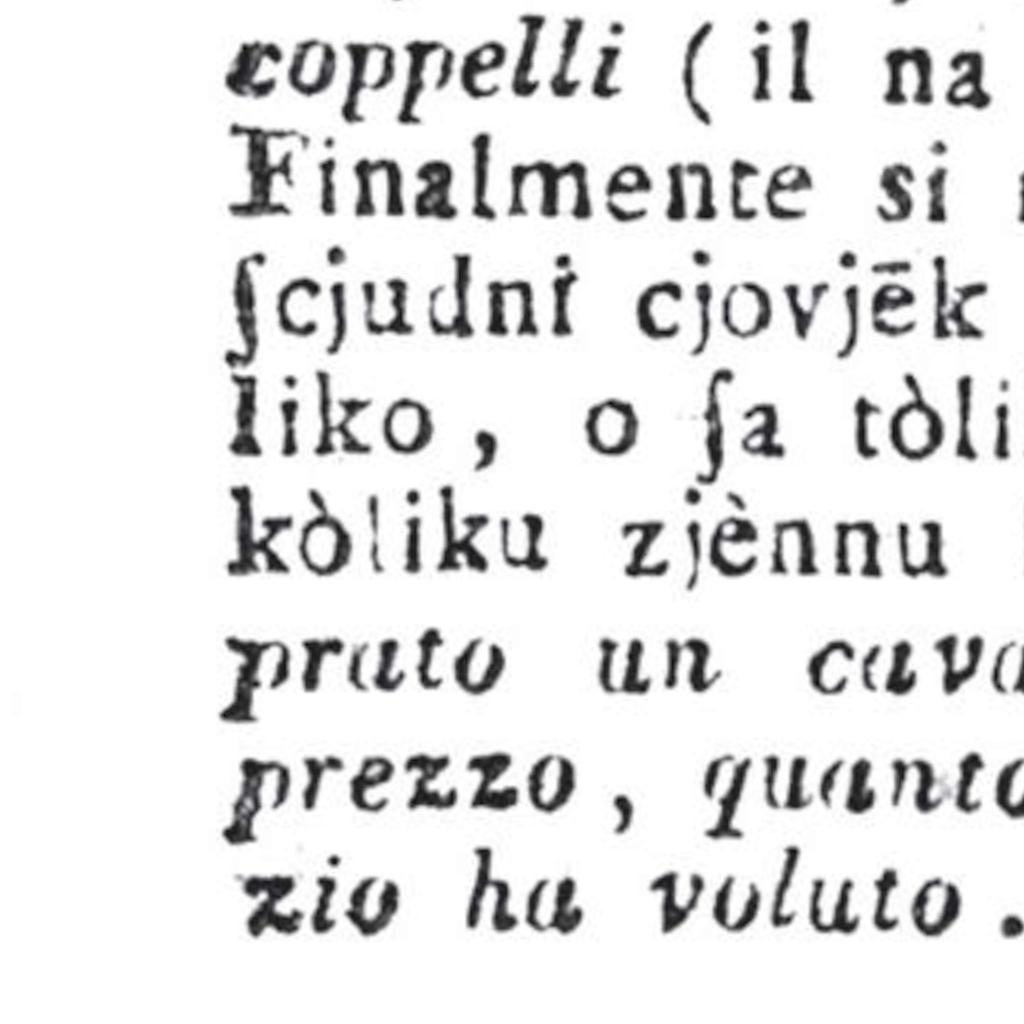 coppelli ( il na
Finalmente si
ſcjudni cjovjēk
liko, o ſa tòli
kòliku zjènnu
prato un cava
prezzo, quanto
zio ha voluto.